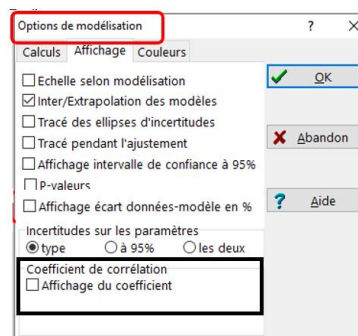 Options de modélisation ? X
Calculs Affichage Couleurs
Echelle selon modélisation
OK
Inter/Extrapolation des modèles
Tracé des ellipses d'incertitudes
Tracé pendant l'ajustement
Abandon
Affichage intervalle de confiance à 95%
P-valeurs
Affichage écart données-modèle en %
Aide
Incertitudes sur les paramètres
type à 95% les deux
Coefficient de corrélation
Affichage du coefficient